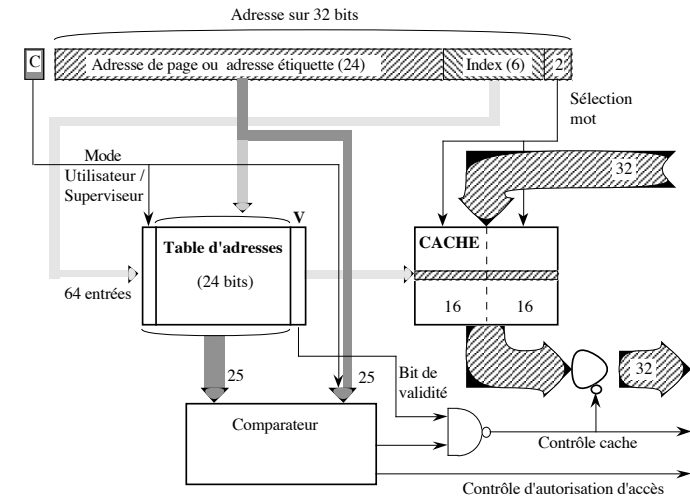 Adresse sur 32 bits
C
Adresse de page ou adresse étiquette (24)
Index (6)
2
Sélection
mot
Mode
Utilisateur /
Superviseur
32
V
Table d'adresses
(24 bits)
CACHE
64 entrées
16
16
25
25
Bit de
validité
32
Comparateur
Contrôle cache
Contrôle d'autorisation d'accès